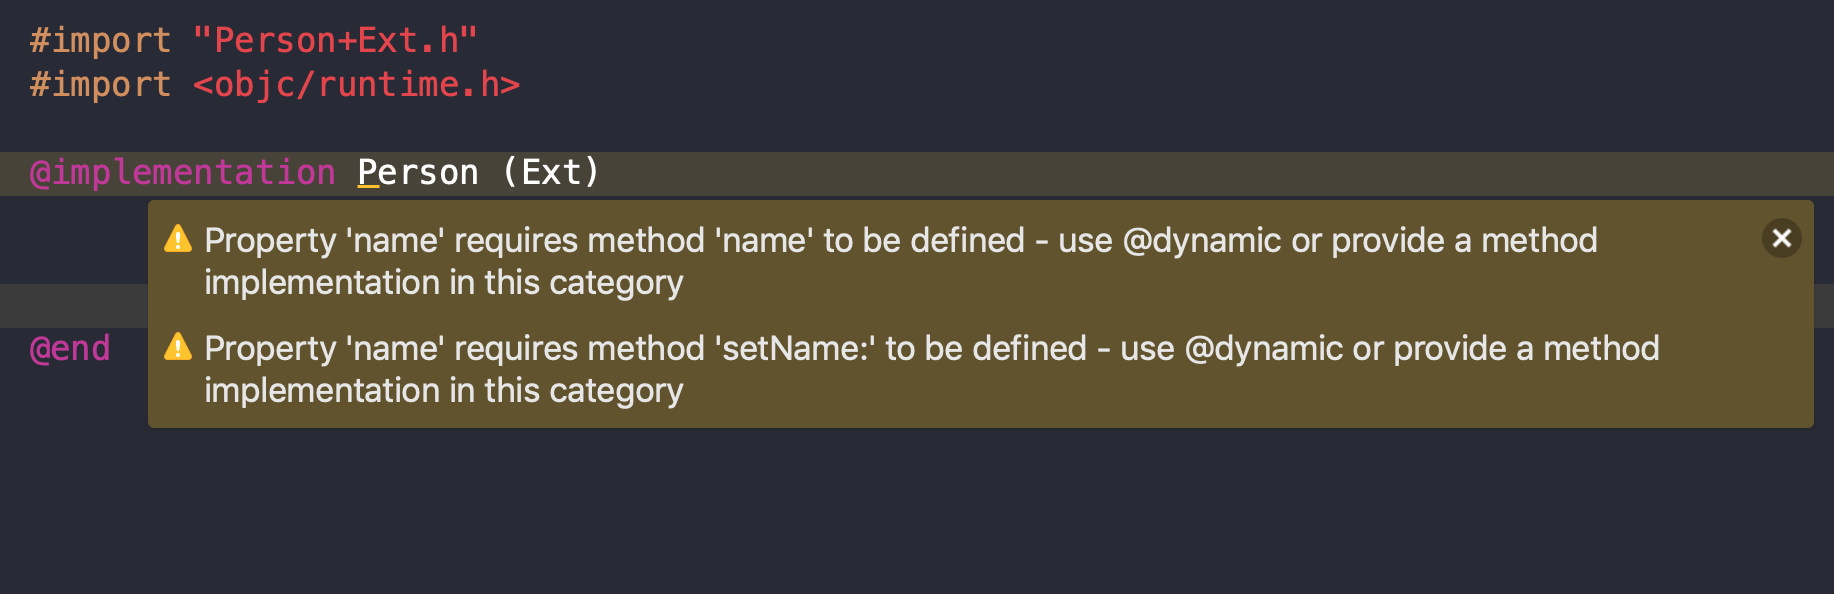 #import "Person+Ext.h"
#import <objc/runtime.h>
@implementation Person (Ext)
Property 'name' requires method 'name' to be defined - use @dynamic or provide a method
implementation in this category
Property 'name' requires method 'setName:' to be defined - use @dynamic or provide a method
implementation in this category
@end